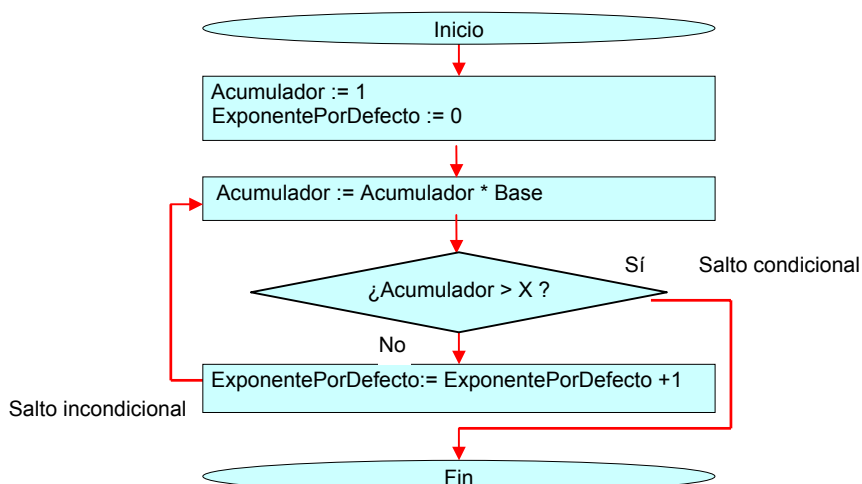 Inicio
Acumulador := 1
ExponentePorDefecto := 0
Acumulador := Acumulador * Base
Sí
Salto condicional
¿Acumulador > X ?
No
ExponentePorDefecto:= ExponentePorDefecto +1
Salto incondicional
Fin